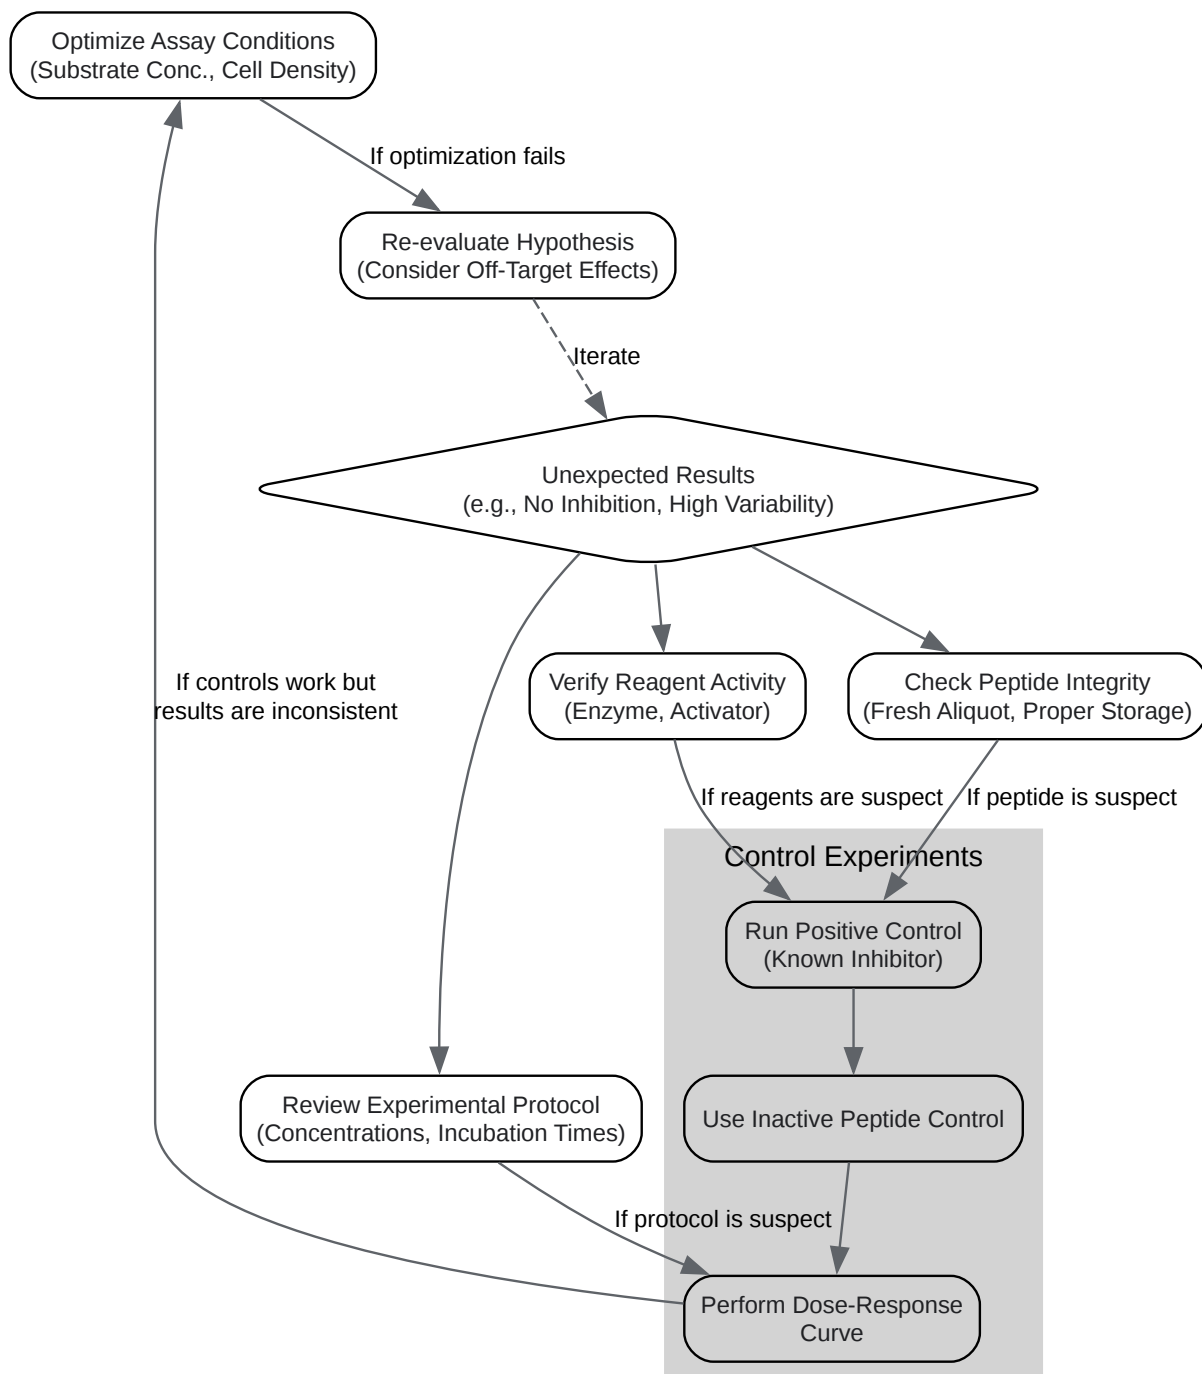 Optimize Assay Conditions
(Substrate Conc., Cell Density)
If optimization fails
Re-evaluate Hypothesis
(Consider Off-Target Effects)
Iterate
Unexpected Results
(e.g., No Inhibition, High Variability)
If controls work but
results are inconsistent
Verify Reagent Activity
(Enzyme, Activator)
Check Peptide Integrity
(Fresh Aliquot, Proper Storage)
If reagents are suspect
If peptide is suspect
Control Experiments
Run Positive Control
(Known Inhibitor)
Review Experimental Protocol
(Concentrations, Incubation Times)
Use Inactive Peptide Control
If protocol is suspect
Perform Dose-Response
Curve